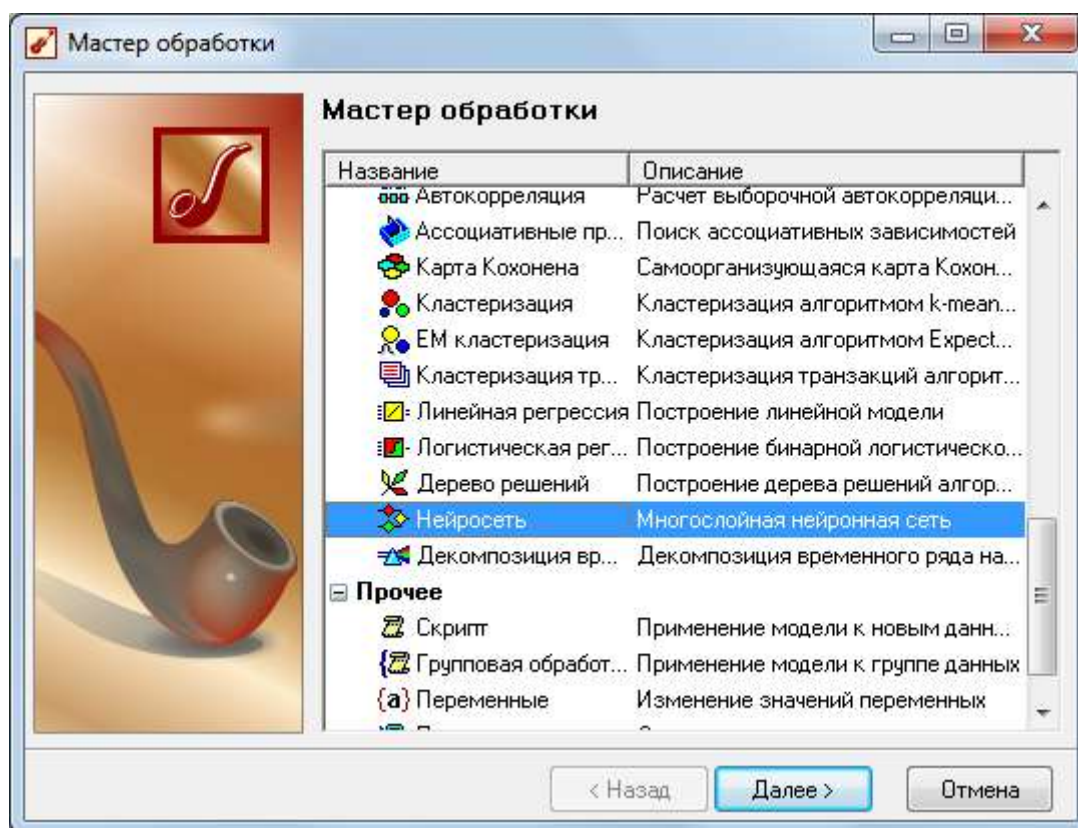 Мастер обработки
Мастер обработки
Название Описание
Автокорреляция Расчет выборочной автокорреляци...
Ассоциативные пр... Поиск ассоциативных зависимостей
Карта Кохонена Самоорганизующаяся карта Кохон...
Кластеризация Кластеризация алгоритмом k-mean...
EM кластеризация Кластеризация алгоритмом Expect...
Кластеризация тр... Кластеризация транзакций алгорит...
Линейная регрессия Построение линейной модели
Логистическая рег... Построение бинарной логистическо...
Дерево решений Построение дерева решений алгор...
Нейросеть Многослойная нейронная сеть
Декомпозиция вр... Декомпозиция временного ряда на...
Прочее
Скрипт Применение модели к новым данн...
Групповая обработ... Применение модели к группе данных
{a} Переменные Изменение значений переменных
< Назад Далее > Отмена